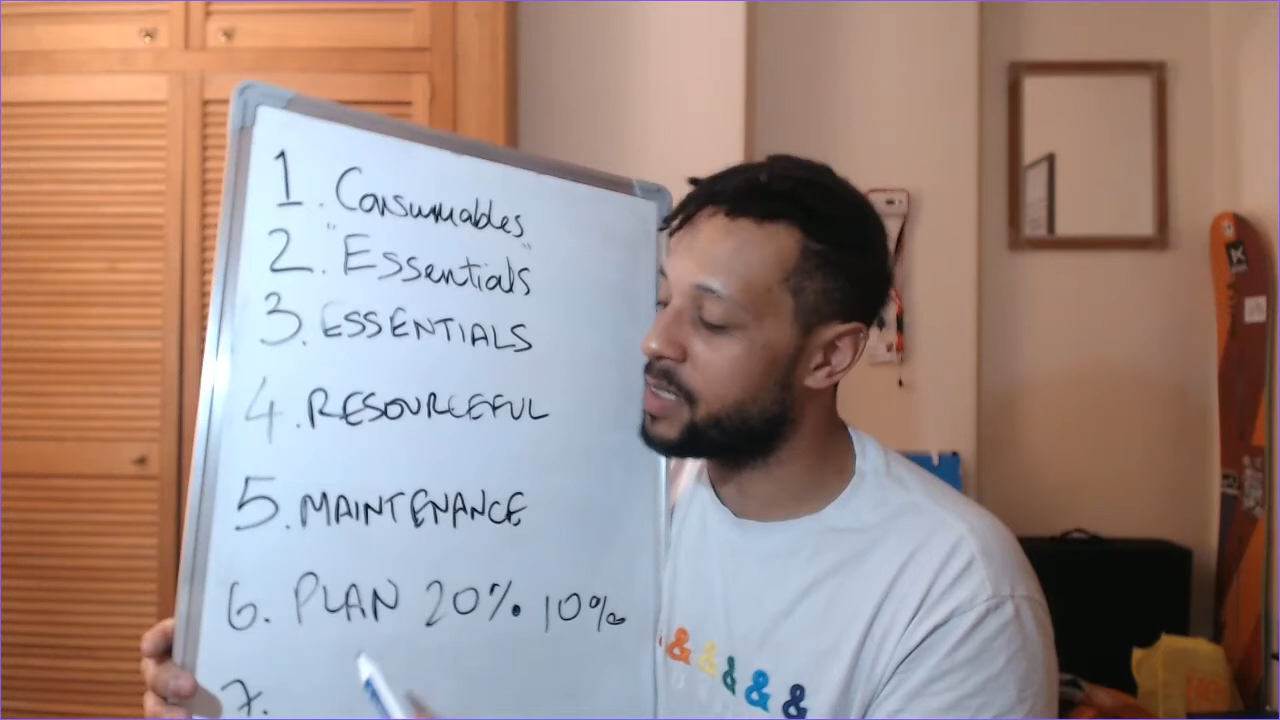 1. Consumables
2. "Essentials"
3. ESSENTIALS
4. RESOURCEFUL
5. MAINTENANCE
6. PLAN 20% 10%
7.
& & & & &